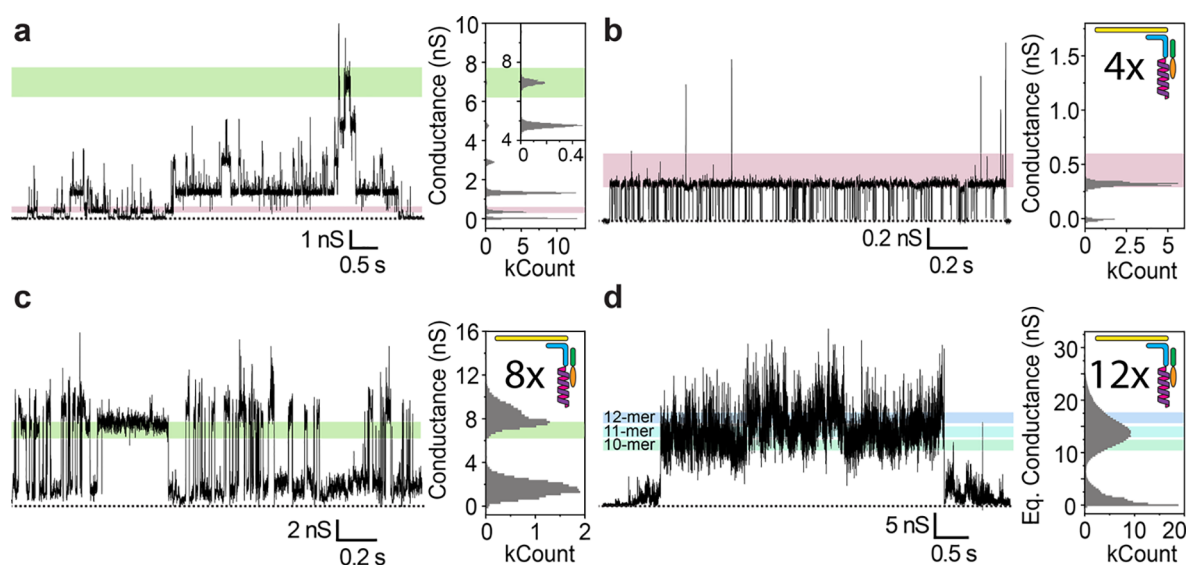 a
1 nS
0.5 s
Conductance (nS)
10
8
6
4
2
0
8
4
0
0.4
0
5
10
kCount
b
0.2 nS
0.2 s
Conductance (nS)
1.5
1.0
0.5
0.0
4x
0
2.5
5
kCount
c
2 nS
0.2 s
Conductance (nS)
16
12
8
4
0
8x
0
1
2
kCount
d
12-mer
11-mer
10-mer
5 nS
0.5 s
Eq. Conductance (nS)
30
20
10
0
12x
0
10
20
kCount